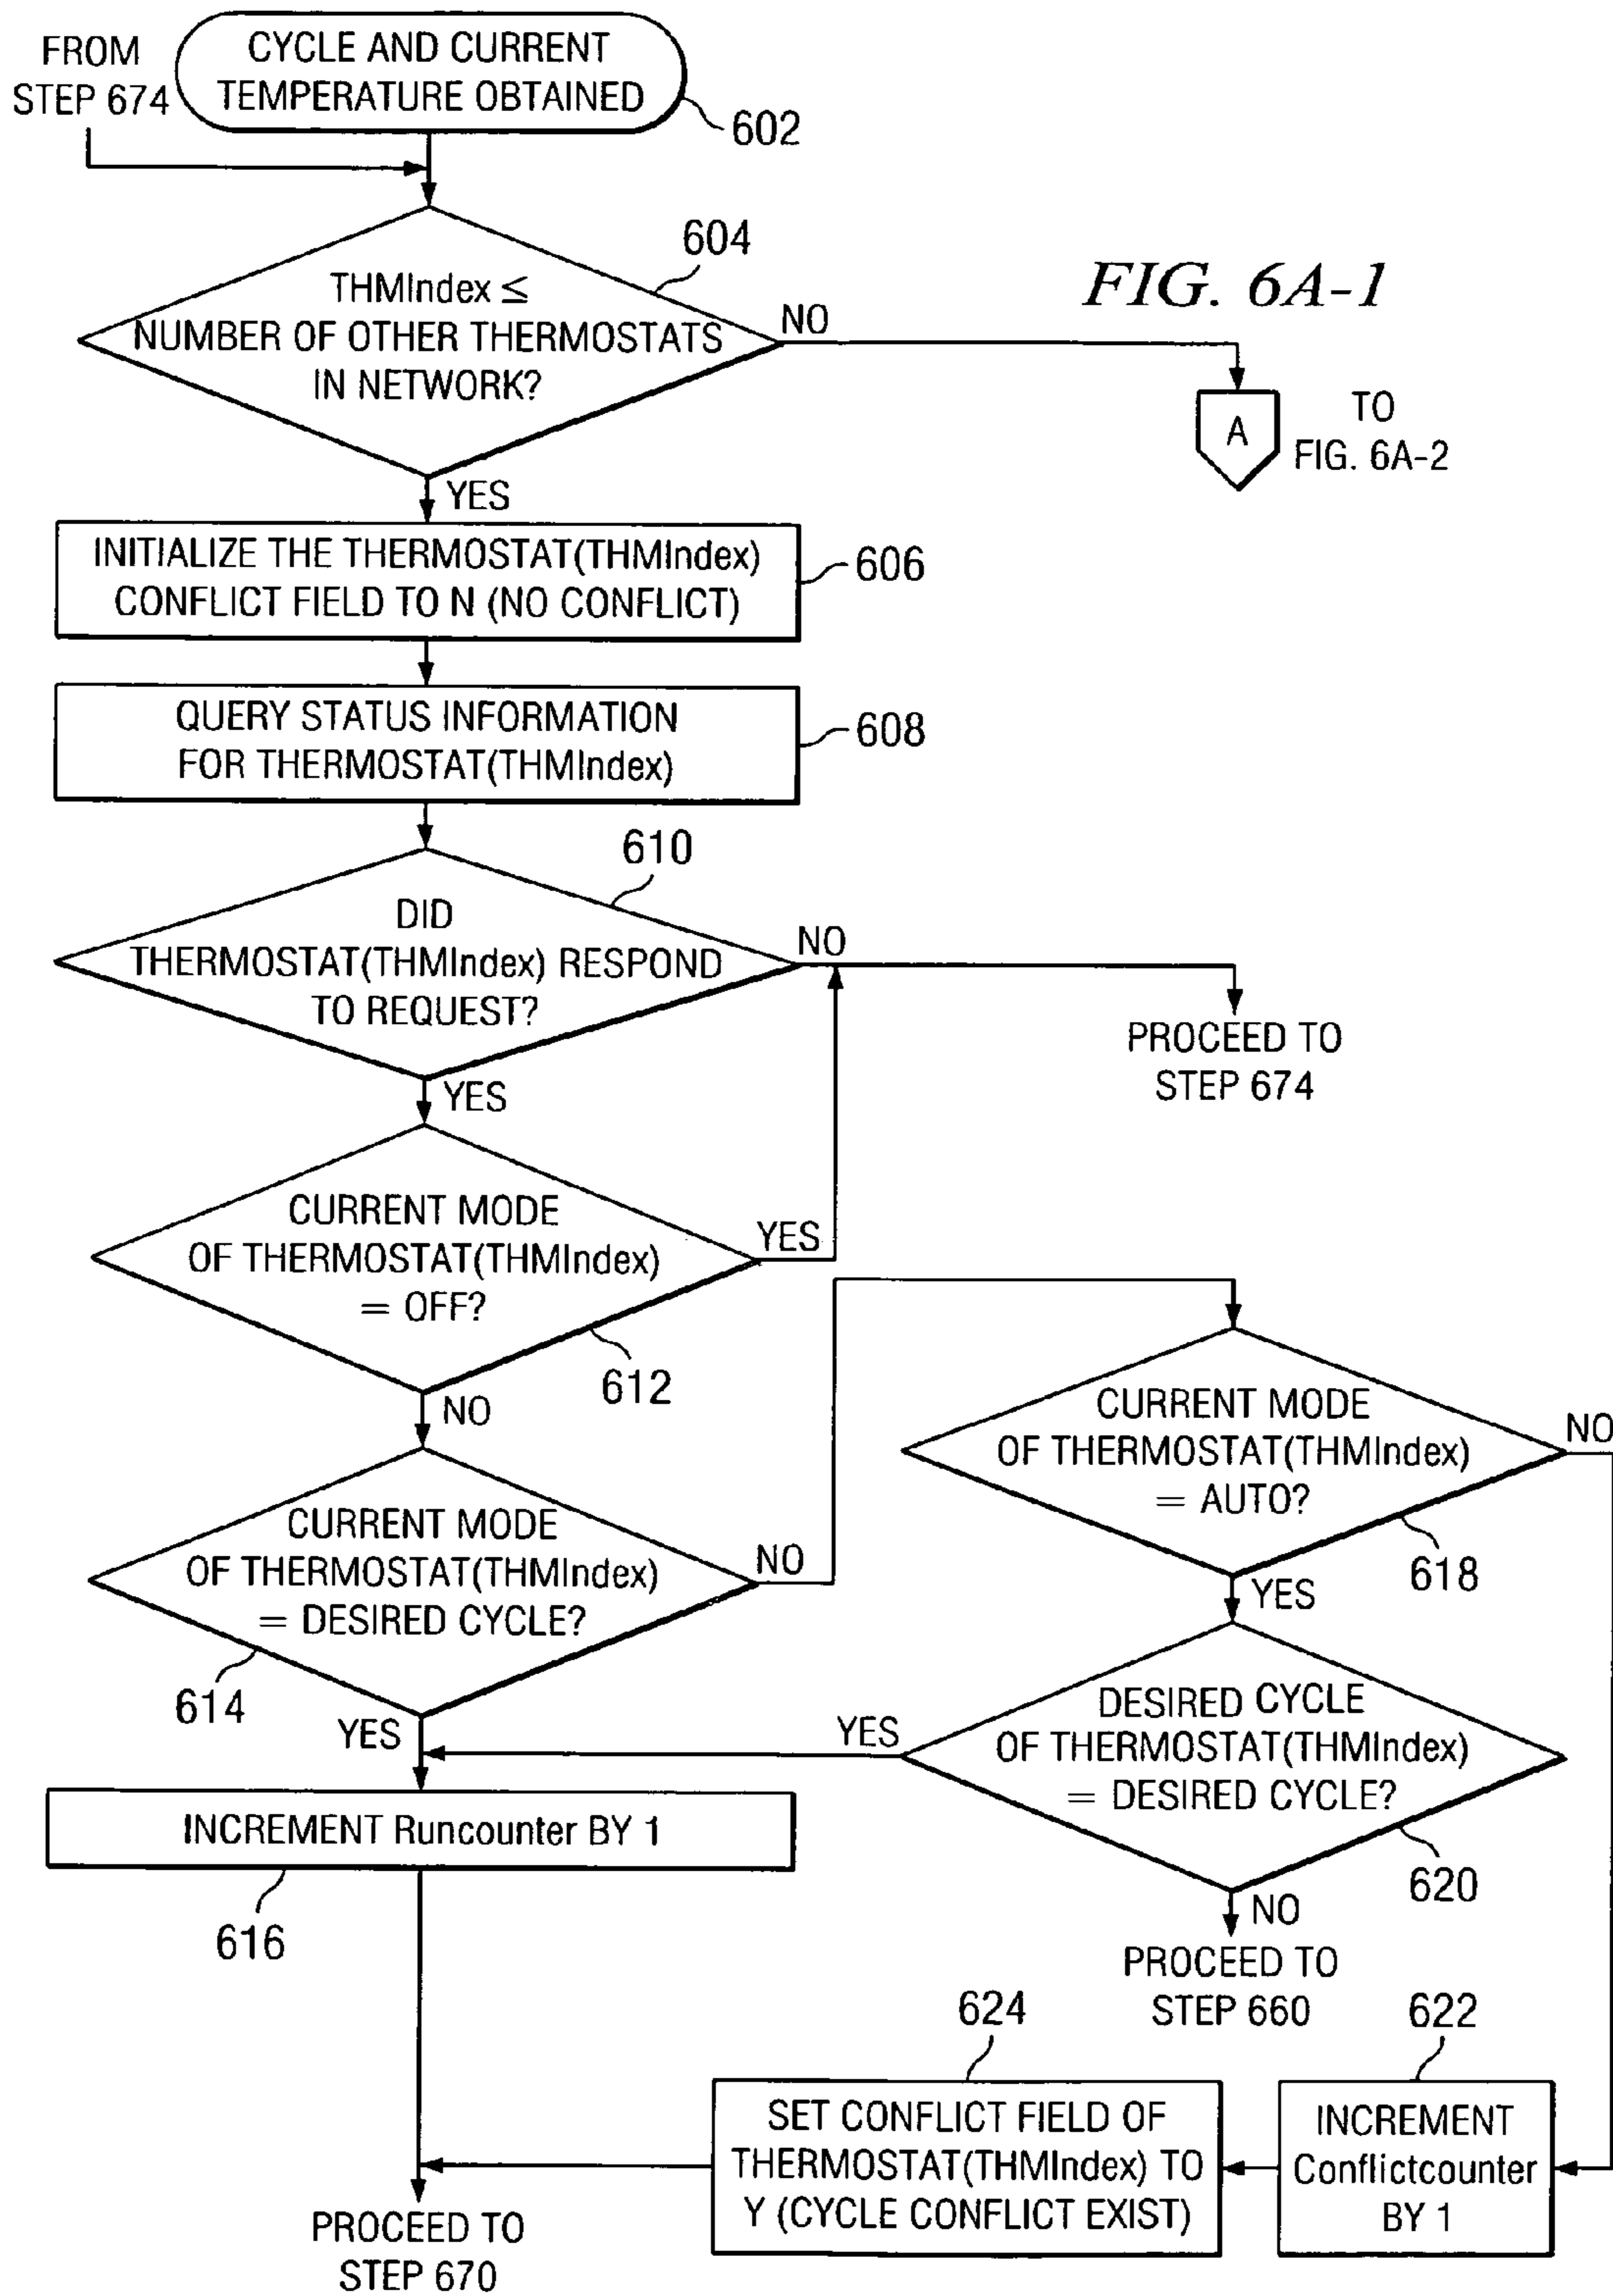 FROM
STEP 674
CYCLE AND CURRENT
TEMPERATURE OBTAINED
602
604
THMIndex ≤
NUMBER OF OTHER THERMOSTATS
IN NETWORK?
NO
FIG. 6A-1
A
TO
FIG. 6A-2
YES
INITIALIZE THE THERMOSTAT(THMIndex)
CONFLICT FIELD TO N (NO CONFLICT)
606
QUERY STATUS INFORMATION
FOR THERMOSTAT(THMIndex)
608
610
DID
THERMOSTAT(THMIndex) RESPOND
TO REQUEST?
NO
PROCEED TO
STEP 674
YES
CURRENT MODE
OF THERMOSTAT(THMIndex)
= OFF?
YES
612
NO
CURRENT MODE
OF THERMOSTAT(THMIndex)
= DESIRED CYCLE?
NO
614
YES
CURRENT MODE
OF THERMOSTAT(THMIndex)
= AUTO?
NO
618
YES
DESIRED CYCLE
OF THERMOSTAT(THMIndex)
= DESIRED CYCLE?
YES
620
NO
PROCEED TO
STEP 660
INCREMENT Runcounter BY 1
616
624
SET CONFLICT FIELD OF
THERMOSTAT(THMIndex) TO
Y (CYCLE CONFLICT EXIST)
622
INCREMENT
Conflictcounter
BY 1
PROCEED TO
STEP 670